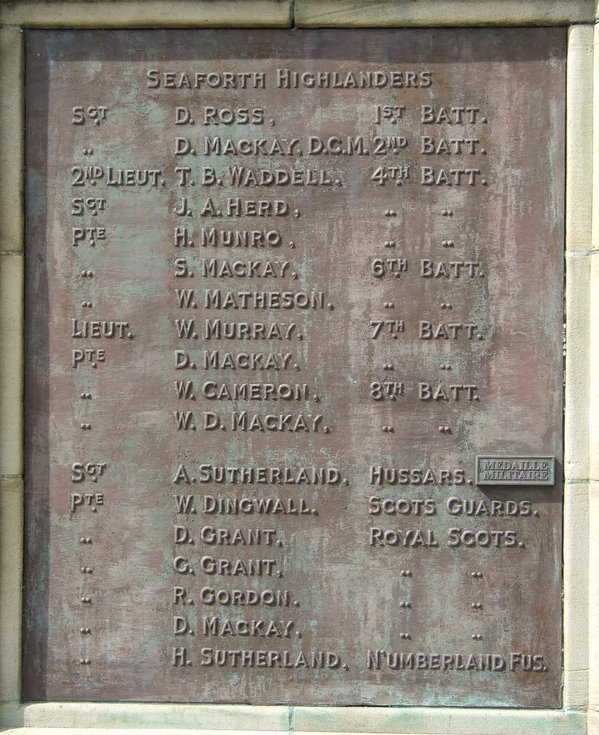 SEAFORTH HIGHLANDERS
SGT D. ROSS, 1ST BATT.
„ D. MACKAY, D.C.M. 2ND BATT.
2ND LIEUT. T. B. WADDELL, 4TH BATT.
SGT J. A. HERD, „ „
PTE H. MUNRO, „ „
„ S. MACKAY, 6TH BATT.
„ W. MATHESON, „ „
LIEUT. W. MURRAY, 7TH BATT.
PTE D. MACKAY, „ „
„ W. CAMERON, 8TH BATT.
„ W. D. MACKAY, „ „
SGT A. SUTHERLAND, HUSSARS. MEDAILLE MILITAIRE
PTE W. DINGWALL, SCOTS GUARDS.
„ D. GRANT, ROYAL SCOTS.
„ G. GRANT, „ „
„ R. GORDON, „ „
„ D. MACKAY, „ „
„ H. SUTHERLAND, N'UMBERLAND FUS.